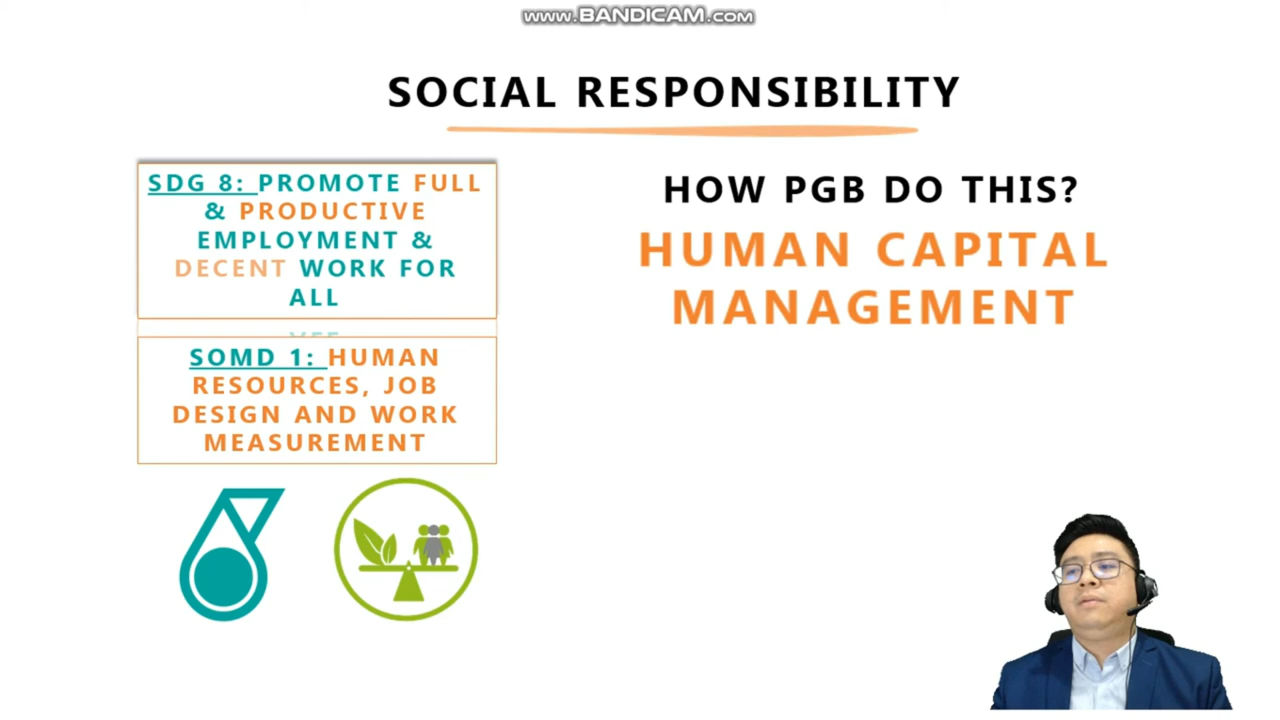 www.BANDICAM.com
SOCIAL RESPONSIBILITY
SDG 8: PROMOTE FULL
& PRODUCTIVE
EMPLOYMENT &
DECENT WORK FOR
ALL
SOMD 1: HUMAN
RESOURCES, JOB
DESIGN AND WORK
MEASUREMENT
HOW PGB DO THIS?
HUMAN CAPITAL
MANAGEMENT